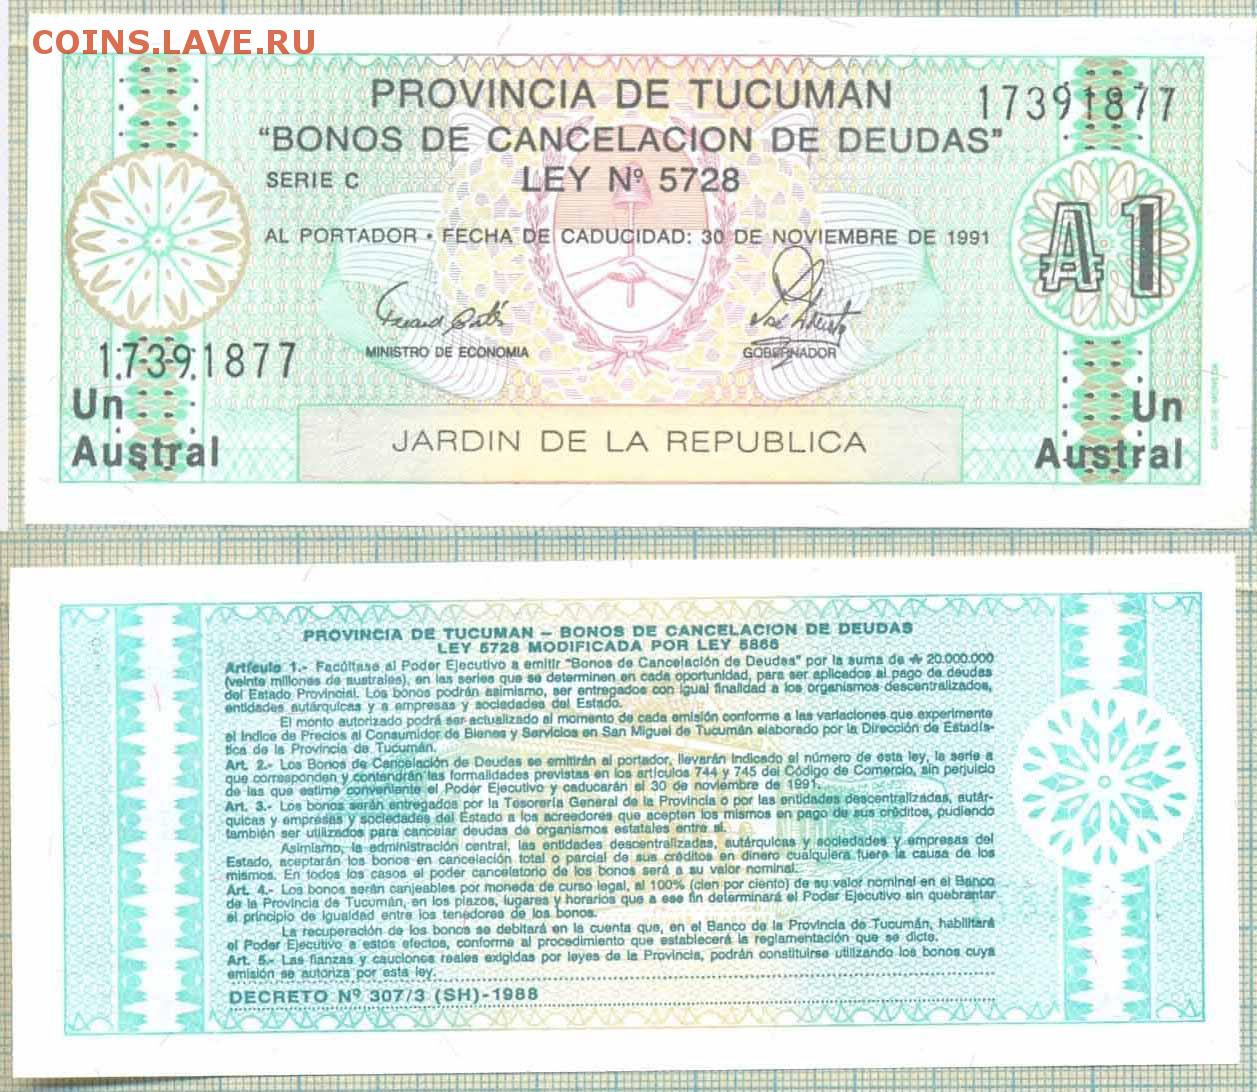 COINS.LAVE.RU
PROVINCIA DE TUCUMAN
17391877
"BONOS DE CANCELACION DE DEUDAS"
SERIE C
LEY Nº 5728
AL PORTADOR • FECHA DE CADUCIDAD: 30 DE NOVIEMBRE DE 1991
₳1
MINISTRO DE ECONOMIA
GOBERNADOR
17391877
Un
Austral
Un
Austral
JARDIN DE LA REPUBLICA
CASA DE MONEDA
PROVINCIA DE TUCUMAN – BONOS DE CANCELACION DE DEUDAS
LEY 5728 MODIFICADA POR LEY 5866
Artículo 1.- Facúltase al Poder Ejecutivo a emitir "Bonos de Cancelación de Deudas" por la suma de ₳ 20.000.000
(veinte millones de australes), en las series que se determinen en cada oportunidad, para ser aplicados al pago de deudas
del Estado Provincial. Los bonos podrán asimismo, ser entregados con igual finalidad a los organismos descentralizados,
entidades autárquicas y a empresas y sociedades del Estado.
El monto autorizado podrá ser actualizado al momento de cada emisión conforme a las variaciones que experimente
el Indice de Precios al Consumidor de Bienes y Servicios en San Miguel de Tucumán elaborado por la Dirección de Estadís-
tica de la Provincia de Tucumán.
Art. 2.- Los Bonos de Cancelación de Deudas se emitirán al portador, llevarán indicado el número de esta ley, la serie a
que corresponden y contendrán las formalidades previstas en los artículos 744 y 745 del Código de Comercio, sin perjuicio
de las que estime conveniente el Poder Ejecutivo y caducarán el 30 de noviembre de 1991.
Art. 3.- Los bonos serán entregados por la Tesorería General de la Provincia o por las entidades descentralizadas, autár-
quicas y empresas y sociedades del Estado a los acreedores que acepten los mismos en pago de sus créditos, pudiendo
también ser utilizados para cancelar deudas de organismos estatales entre sí.
Asimismo, la administración central, las entidades descentralizadas, autárquicas y sociedades y empresas del
Estado, aceptarán los bonos en cancelación total o parcial de sus créditos en dinero cualquiera fuera la causa de los
mismos. En todos los casos el poder cancelatorio de los bonos será a su valor nominal.
Art. 4.- Los bonos serán canjeables por moneda de curso legal, al 100% (cien por ciento) de su valor nominal en el Banco
de la Provincia de Tucumán, en los plazos, lugares y horarios que a ese fin determinará el Poder Ejecutivo sin quebrantar
el principio de igualdad entre los tenedores de los bonos.
La recuperación de los bonos se debitará en la cuenta que, en el Banco de la Provincia de Tucumán, habilitará
el Poder Ejecutivo a estos efectos, conforme al procedimiento que establecerá la reglamentación que se dicte.
Art. 5.- Las fianzas y cauciones reales exigidas por leyes de la Provincia, podrán constituirse utilizando los bonos cuya
emisión se autoriza por esta ley.
DECRETO Nº 307/3 (SH)-1988